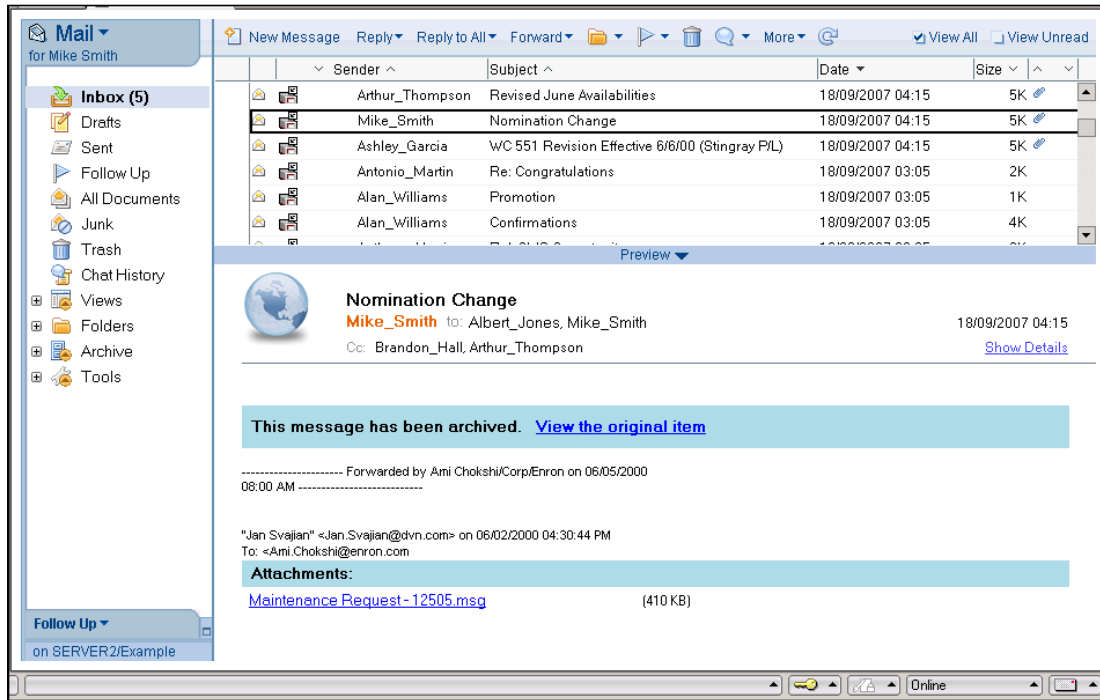 Mail
for Mike Smith
Inbox (5)
Drafts
Sent
Follow Up
All Documents
Junk
Trash
Chat History
Views
Folders
Archive
Tools
Follow Up
on SERVER2/Example
New Message Reply Reply to All Forward More View All View Unread
Sender Subject Date Size
Arthur_Thompson Revised June Availabilities 18/09/2007 04:15 5K
Mike_Smith Nomination Change 18/09/2007 04:15 5K
Ashley_Garcia WC 551 Revision Effective 6/6/00 (Stingray P/L) 18/09/2007 04:15 5K
Antonio_Martin Re: Congratulations 18/09/2007 03:05 2K
Alan_Williams Promotion 18/09/2007 03:05 1K
Alan_Williams Confirmations 18/09/2007 03:05 4K
Preview
Nomination Change
Mike_Smith to: Albert_Jones, Mike_Smith 18/09/2007 04:15
Cc: Brandon_Hall, Arthur_Thompson Show Details
This message has been archived. View the original item
---------------------- Forwarded by Ami Chokshi/Corp/Enron on 06/05/2000
08:00 AM ---------------------------
"Jan Svajian" <Jan.Svajian@dvn.com> on 06/02/2000 04:30:44 PM
To: <Ami.Chokshi@enron.com
Attachments:
Maintenance Request - 12505.msg (410 KB)
Online